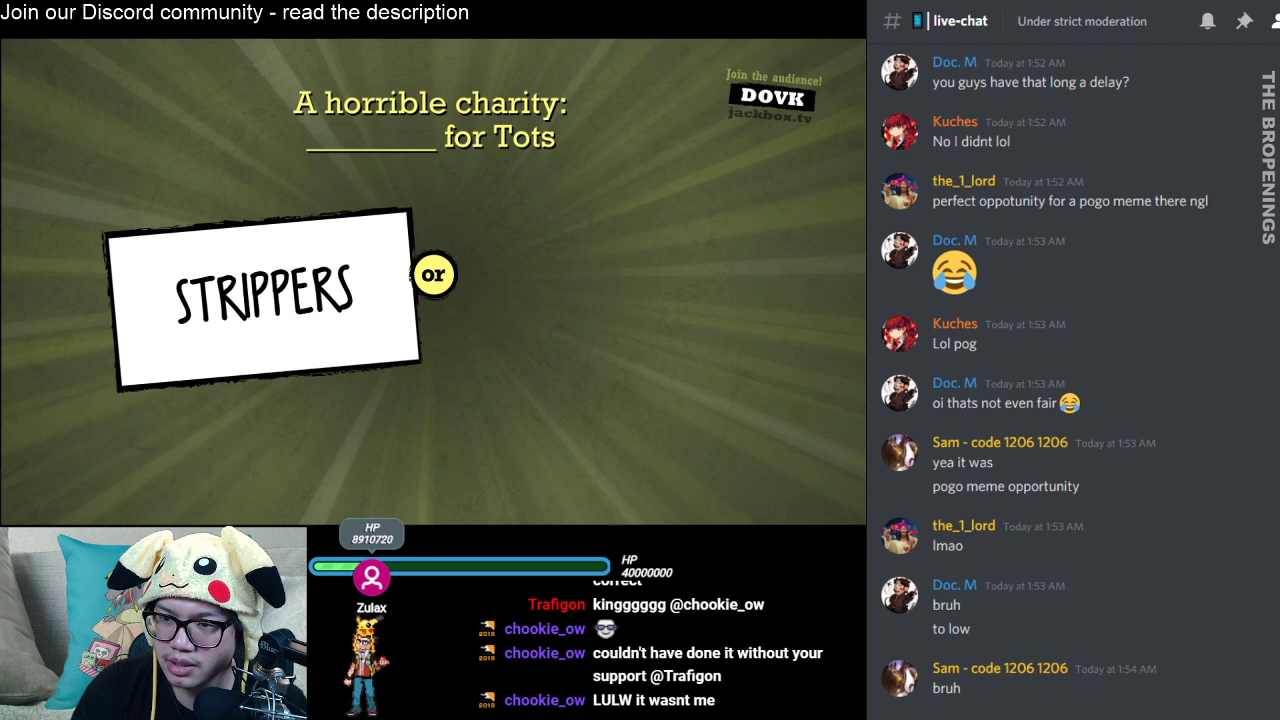 Join our Discord community - read the description
A horrible charity:
________ for Tots
Join the audience!
DOVK
jackbox.tv
STRIPPERS
or
# | live-chat Under strict moderation
THE BROPENINGS
Doc. M Today at 1:52 AM
you guys have that long a delay?
Kuches Today at 1:52 AM
No I didnt lol
the_1_lord Today at 1:52 AM
perfect oppotunity for a pogo meme there ngl
Doc. M Today at 1:53 AM
😂
Kuches Today at 1:53 AM
Lol pog
Doc. M Today at 1:53 AM
oi thats not even fair 😂
Sam - code 1206 1206 Today at 1:53 AM
yea it was
pogo meme opportunity
the_1_lord Today at 1:53 AM
lmao
Doc. M Today at 1:53 AM
bruh
to low
Sam - code 1206 1206 Today at 1:54 AM
bruh
HP
8910720
HP
40000000
Zulax
correct
Trafigon kingggggg @chookie_ow
2018 chookie_ow
2018 chookie_ow couldn't have done it without your
support @Trafigon
2018 chookie_ow LULW it wasnt me